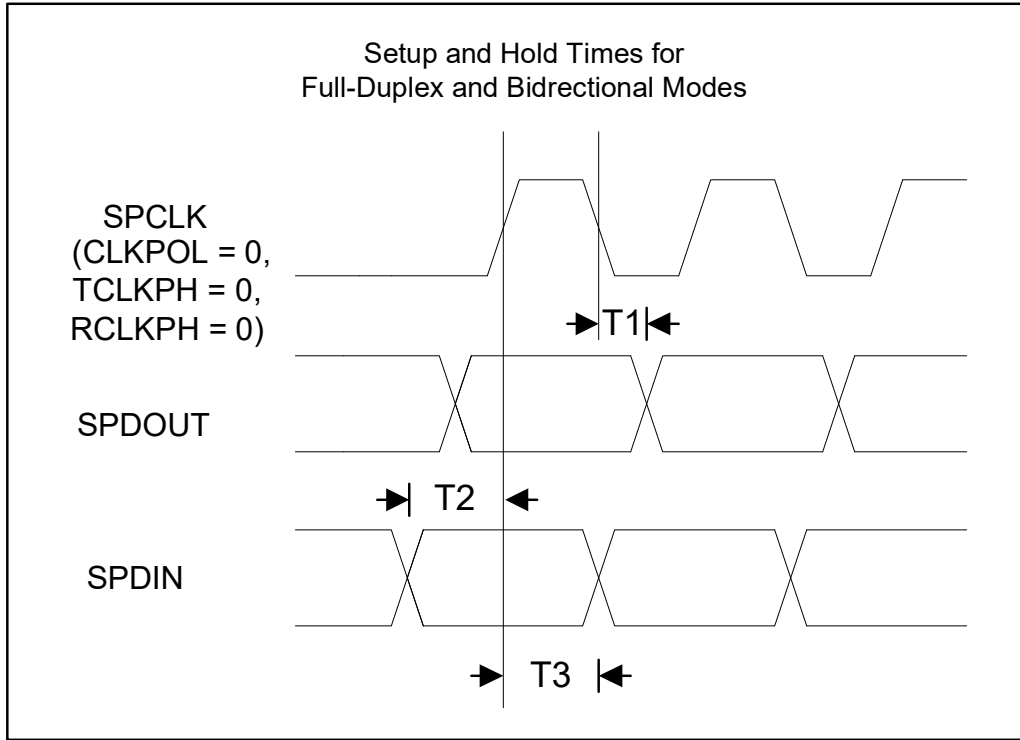 Setup and Hold Times for
Full-Duplex and Bidrectional Modes
SPCLK
(CLKPOL = 0,
TCLKPH = 0,
RCLKPH = 0)
T1
SPDOUT
T2
SPDIN
T3